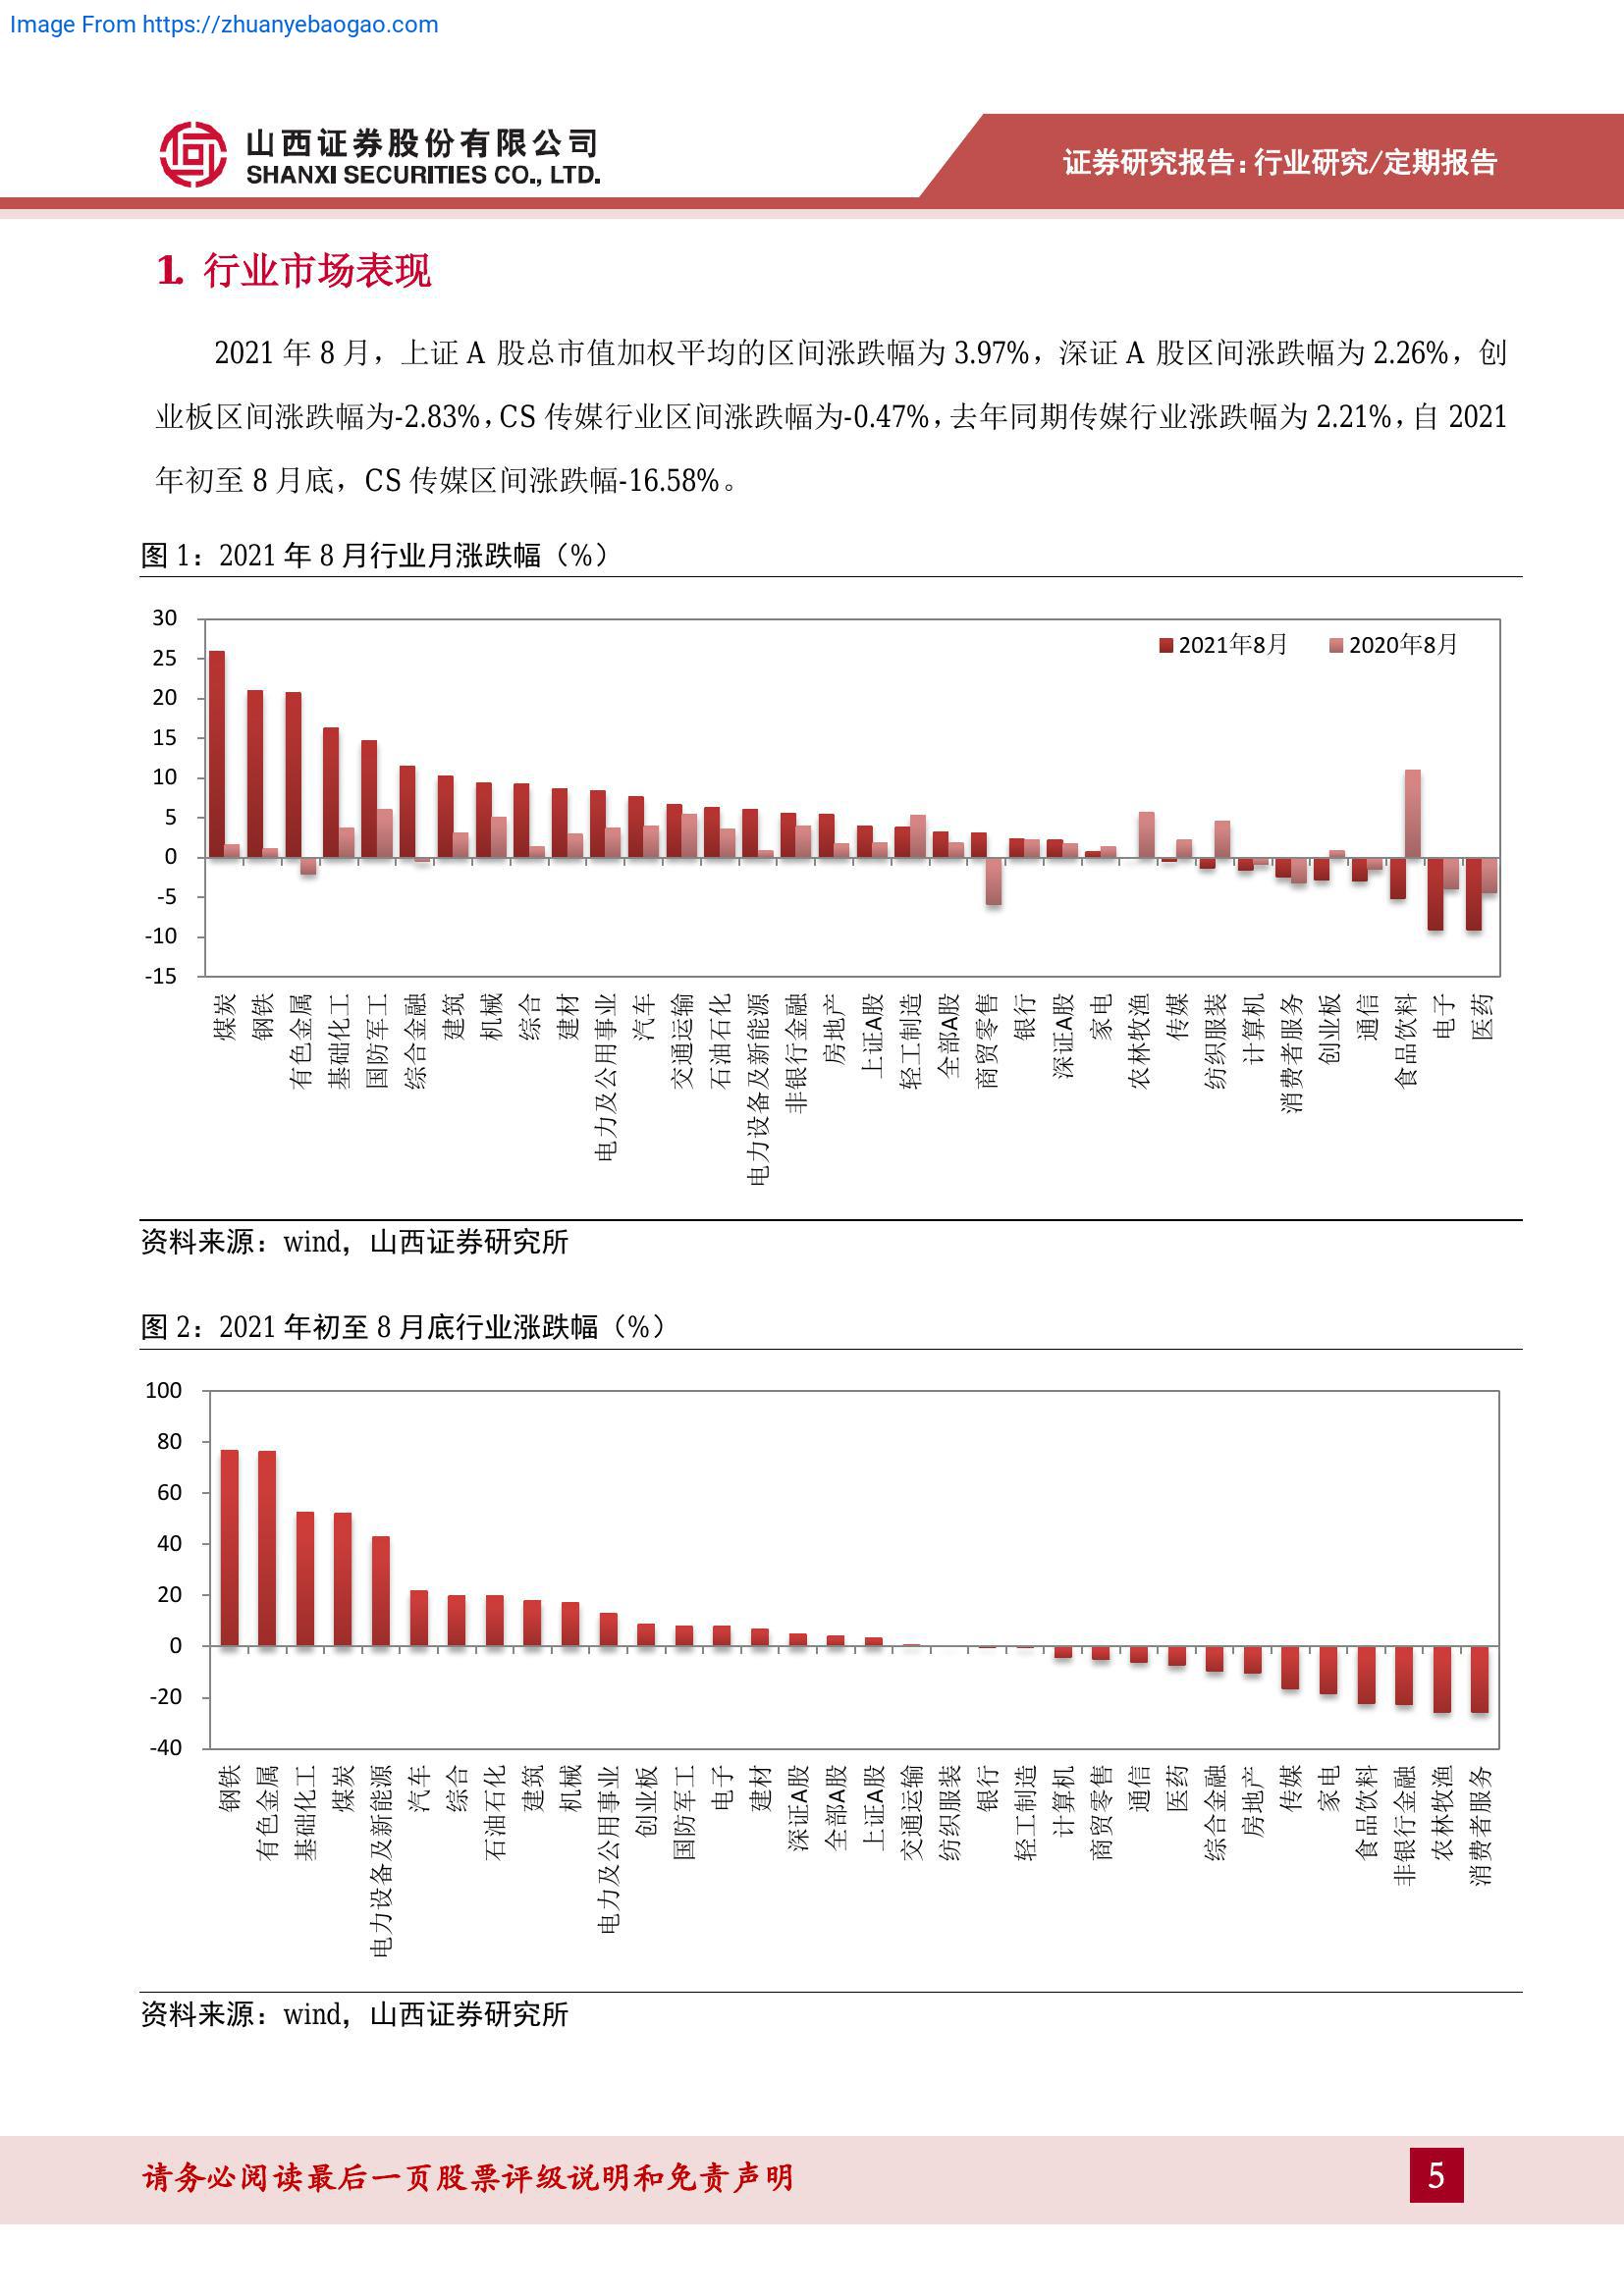 Image From https://zhuanyebaogao.com
山西证券股份有限公司
SHANXI SECURITIES CO., LTD.
证券研究报告：行业研究/定期报告
1. 行业市场表现
2021 年 8 月，上证 A 股总市值加权平均的区间涨跌幅为 3.97%，深证 A 股区间涨跌幅为 2.26%，创
业板区间涨跌幅为-2.83%，CS 传媒行业区间涨跌幅为-0.47%，去年同期传媒行业涨跌幅为 2.21%，自 2021
年初至 8 月底，CS 传媒区间涨跌幅-16.58%。
图 1：2021 年 8 月行业月涨跌幅（%）
30
25
20
15
10
5
0
-5
-10
-15
2021年8月
2020年8月
煤炭
钢铁
有色金属
基础化工
国防军工
综合金融
建筑
机械
综合
建材
电力及公用事业
汽车
交通运输
石油石化
电力设备及新能源
非银行金融
房地产
上证A股
轻工制造
全部A股
商贸零售
银行
深证A股
家电
农林牧渔
传媒
纺织服装
计算机
消费者服务
创业板
通信
食品饮料
电子
医药
资料来源：wind，山西证券研究所
图 2：2021 年初至 8 月底行业涨跌幅（%）
100
80
60
40
20
0
-20
-40
钢铁
有色金属
基础化工
煤炭
电力设备及新能源
汽车
综合
石油石化
建筑
机械
电力及公用事业
创业板
国防军工
电子
建材
深证A股
全部A股
上证A股
交通运输
纺织服装
银行
轻工制造
计算机
商贸零售
通信
医药
综合金融
房地产
传媒
家电
食品饮料
非银行金融
农林牧渔
消费者服务
资料来源：wind，山西证券研究所
请务必阅读最后一页股票评级说明和免责声明
5